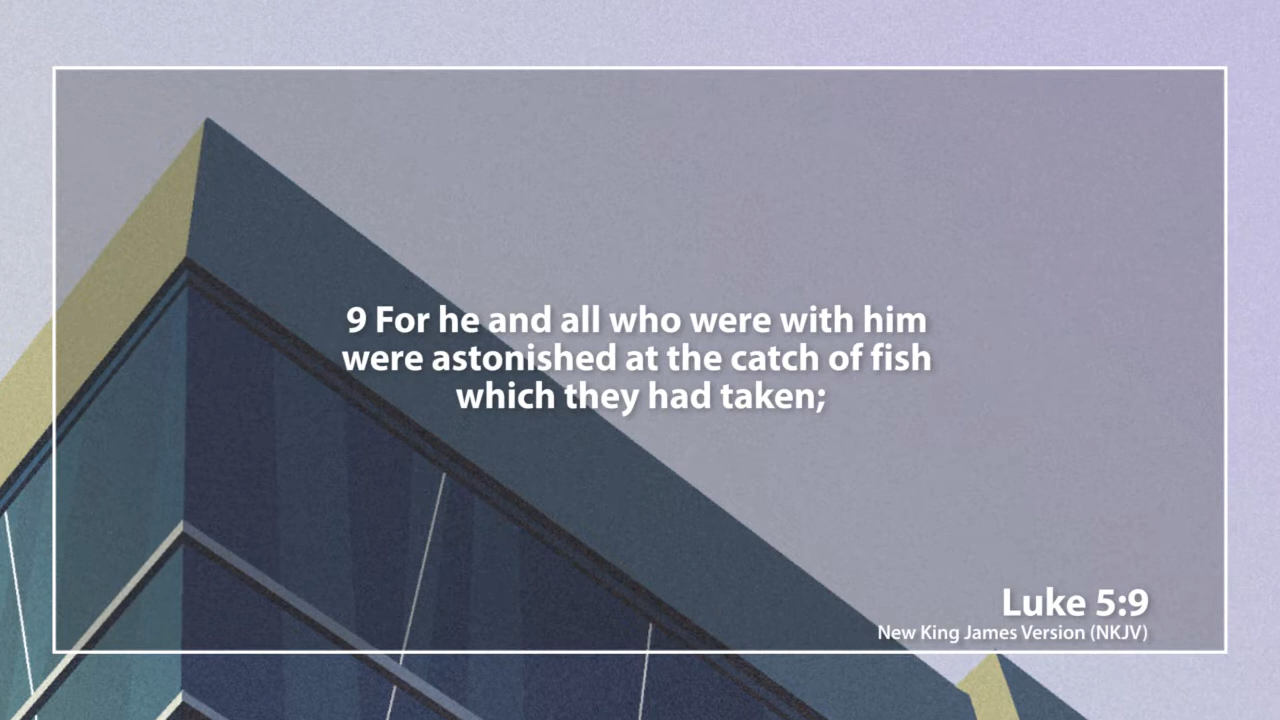 9 For he and all who were with him
were astonished at the catch of fish
which they had taken;
Luke 5:9
New King James Version (NKJV)